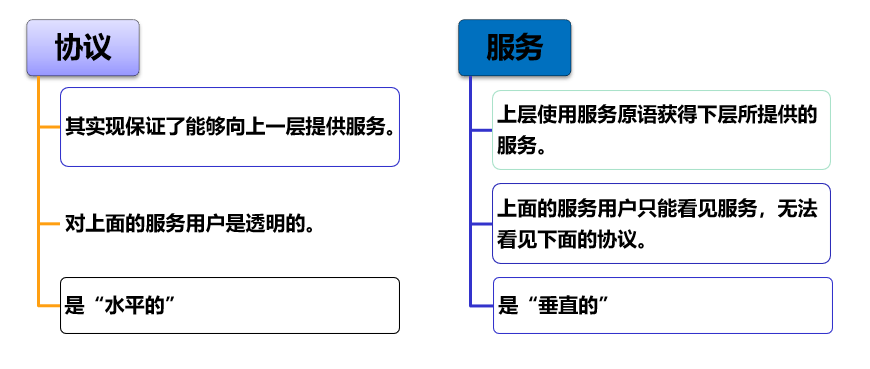 协议
其实现保证了能够向上一层提供服务。
对上面的服务用户是透明的。
是“水平的”
服务
上层使用服务原语获得下层所提供的
服务。
上面的服务用户只能看见服务，无法
看见下面的协议。
是“垂直的”